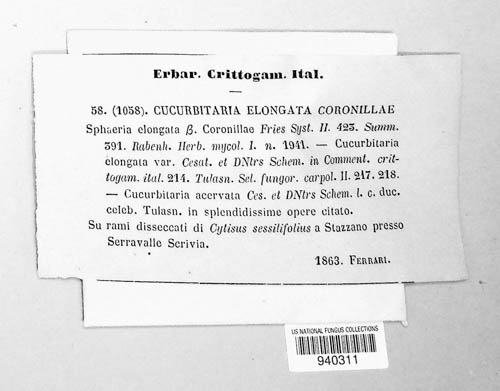 Erbar. Crittogam. Ital.
58. (1058). CUCURBITARIA ELONGATA CORONILLAE
Sphaeria elongata β. Coronillae Fries Syst. II. 423. Summ.
391. Rabenh. Herb. mycol. I. n. 1941. — Cucurbitaria
elongata var. Cesat. et DNtrs Schem. in Comment. crit-
togam. ital. 214. Tulasn. Sel. fungor. carpol. II. 217. 218.
— Cucurbitaria acervata Ces. et DNtrs Schem. l. c. duc.
celeb. Tulasn. in splendidissime opere citato.
Su rami disseccati di Cytisus sessilifolius a Stazzano presso
Serravalle Scrivia.
1863. FERRARI.
US NATIONAL FUNGUS COLLECTIONS
940311